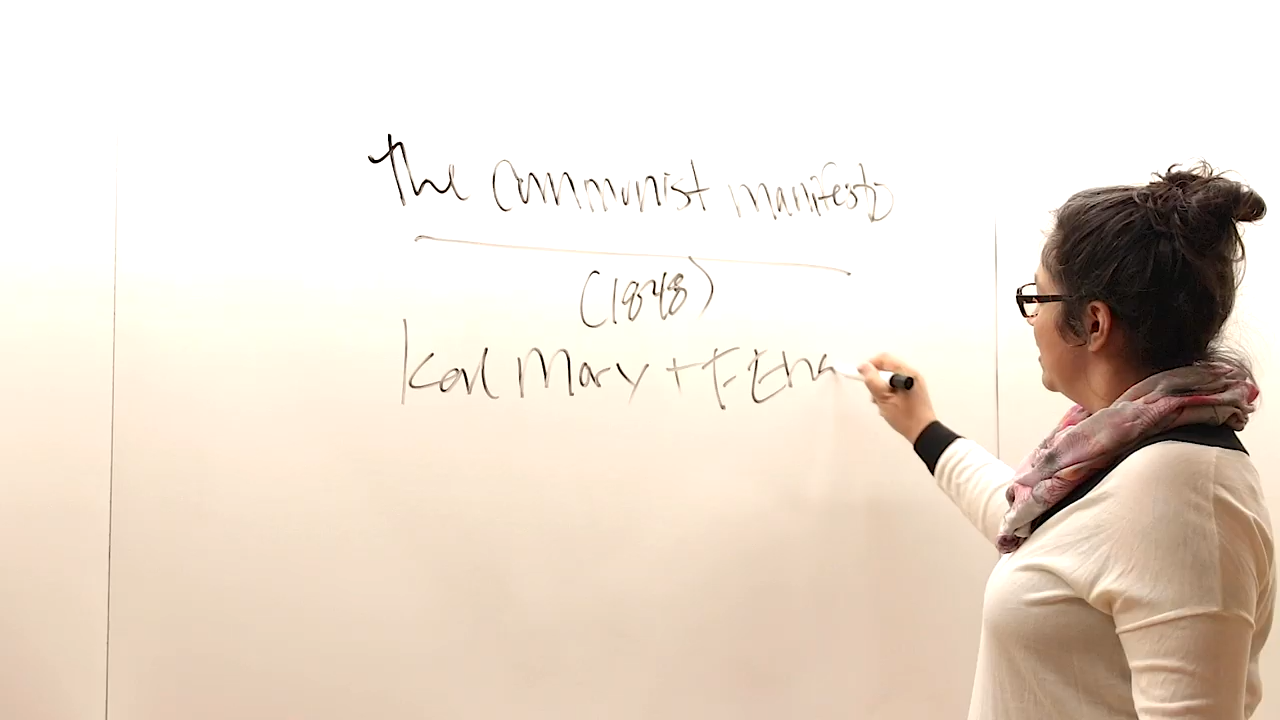 The Communist manifesto
(1848)
Karl Marx + F. Eng